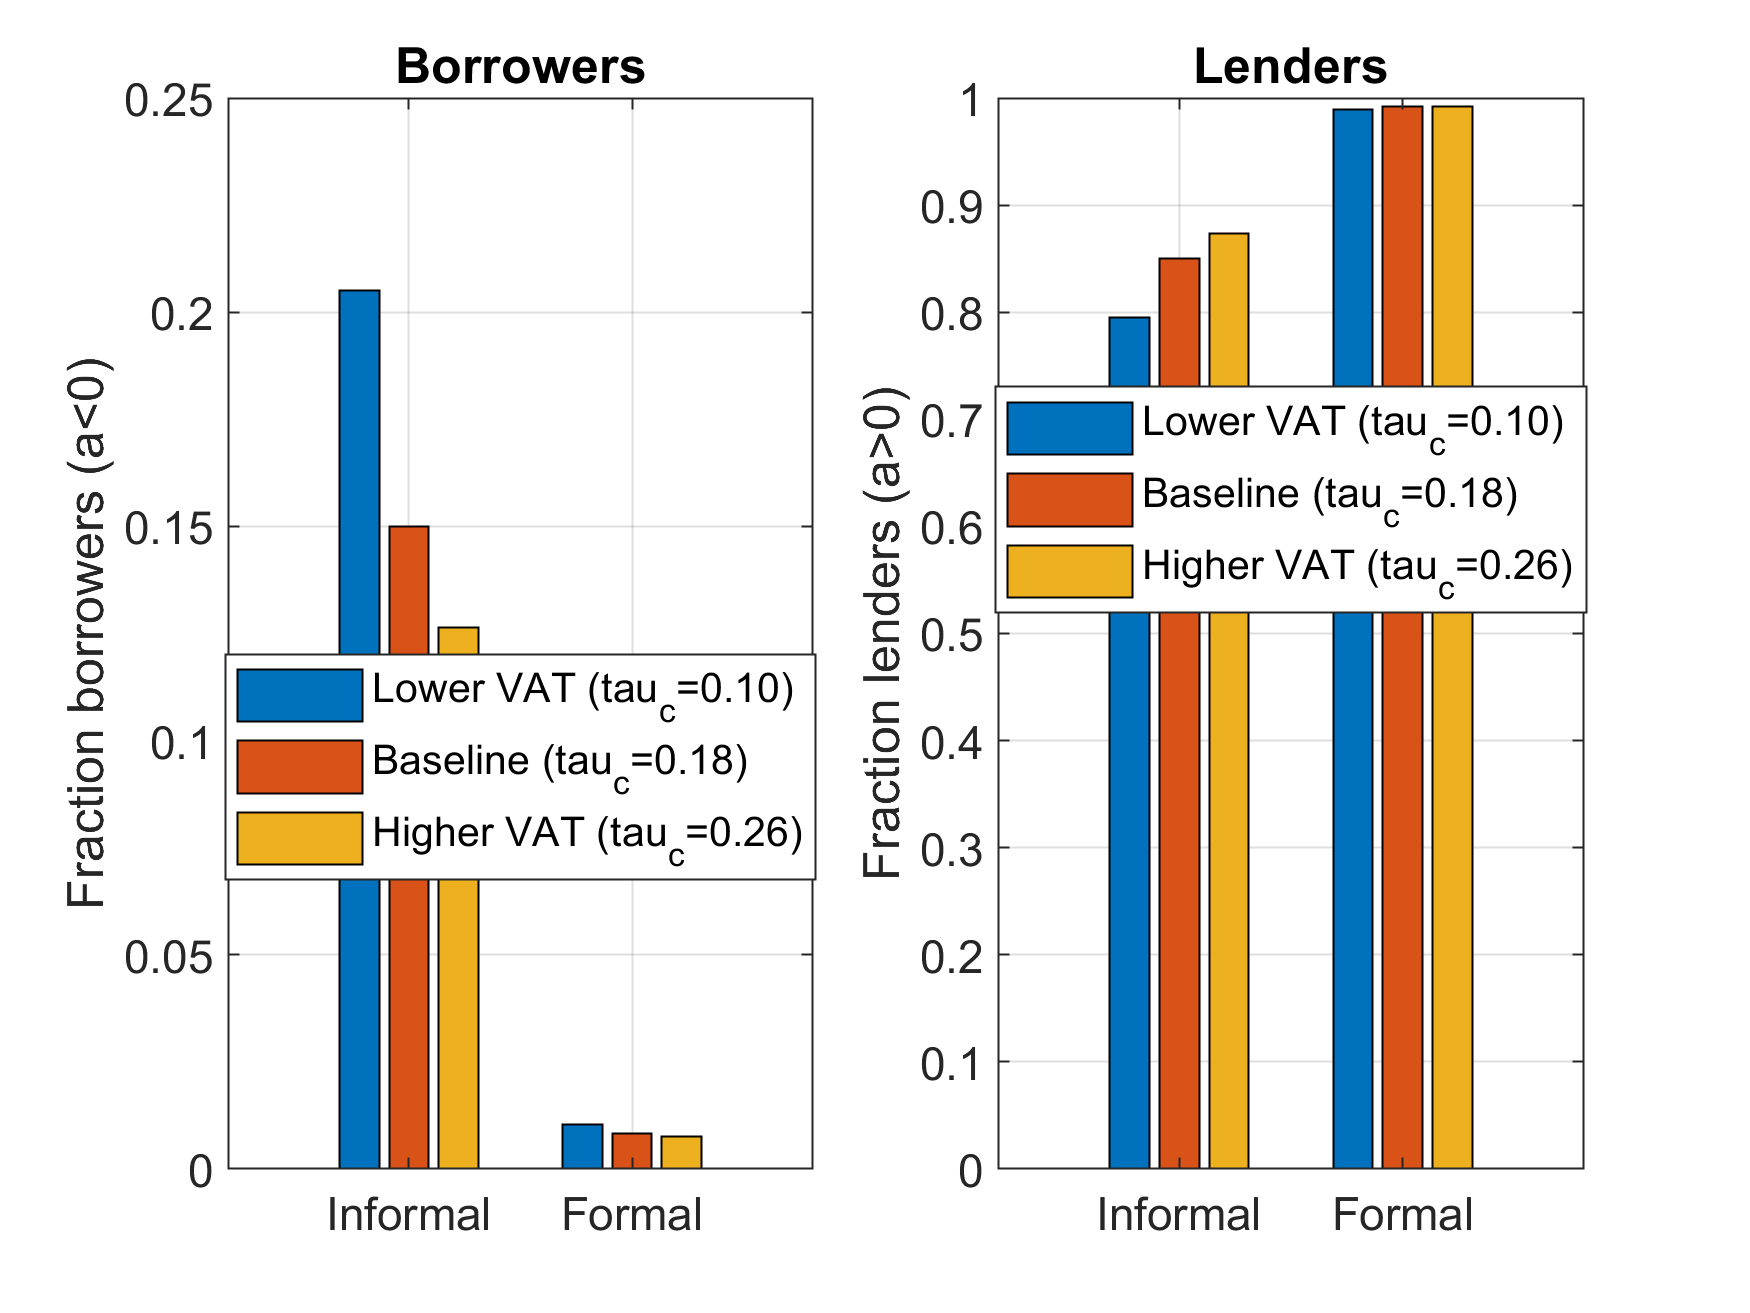 Borrowers
Fraction borrowers (a<0)
0.25
0.2
0.15
0.1
0.05
0
Lower VAT (tau_c=0.10)
Baseline (tau_c=0.18)
Higher VAT (tau_c=0.26)
Informal Formal
Lenders
Fraction lenders (a>0)
1
0.9
0.8
0.7
0.6
0.5
0.4
0.3
0.2
0.1
0
Lower VAT (tau_c=0.10)
Baseline (tau_c=0.18)
Higher VAT (tau_c=0.26)
Informal Formal